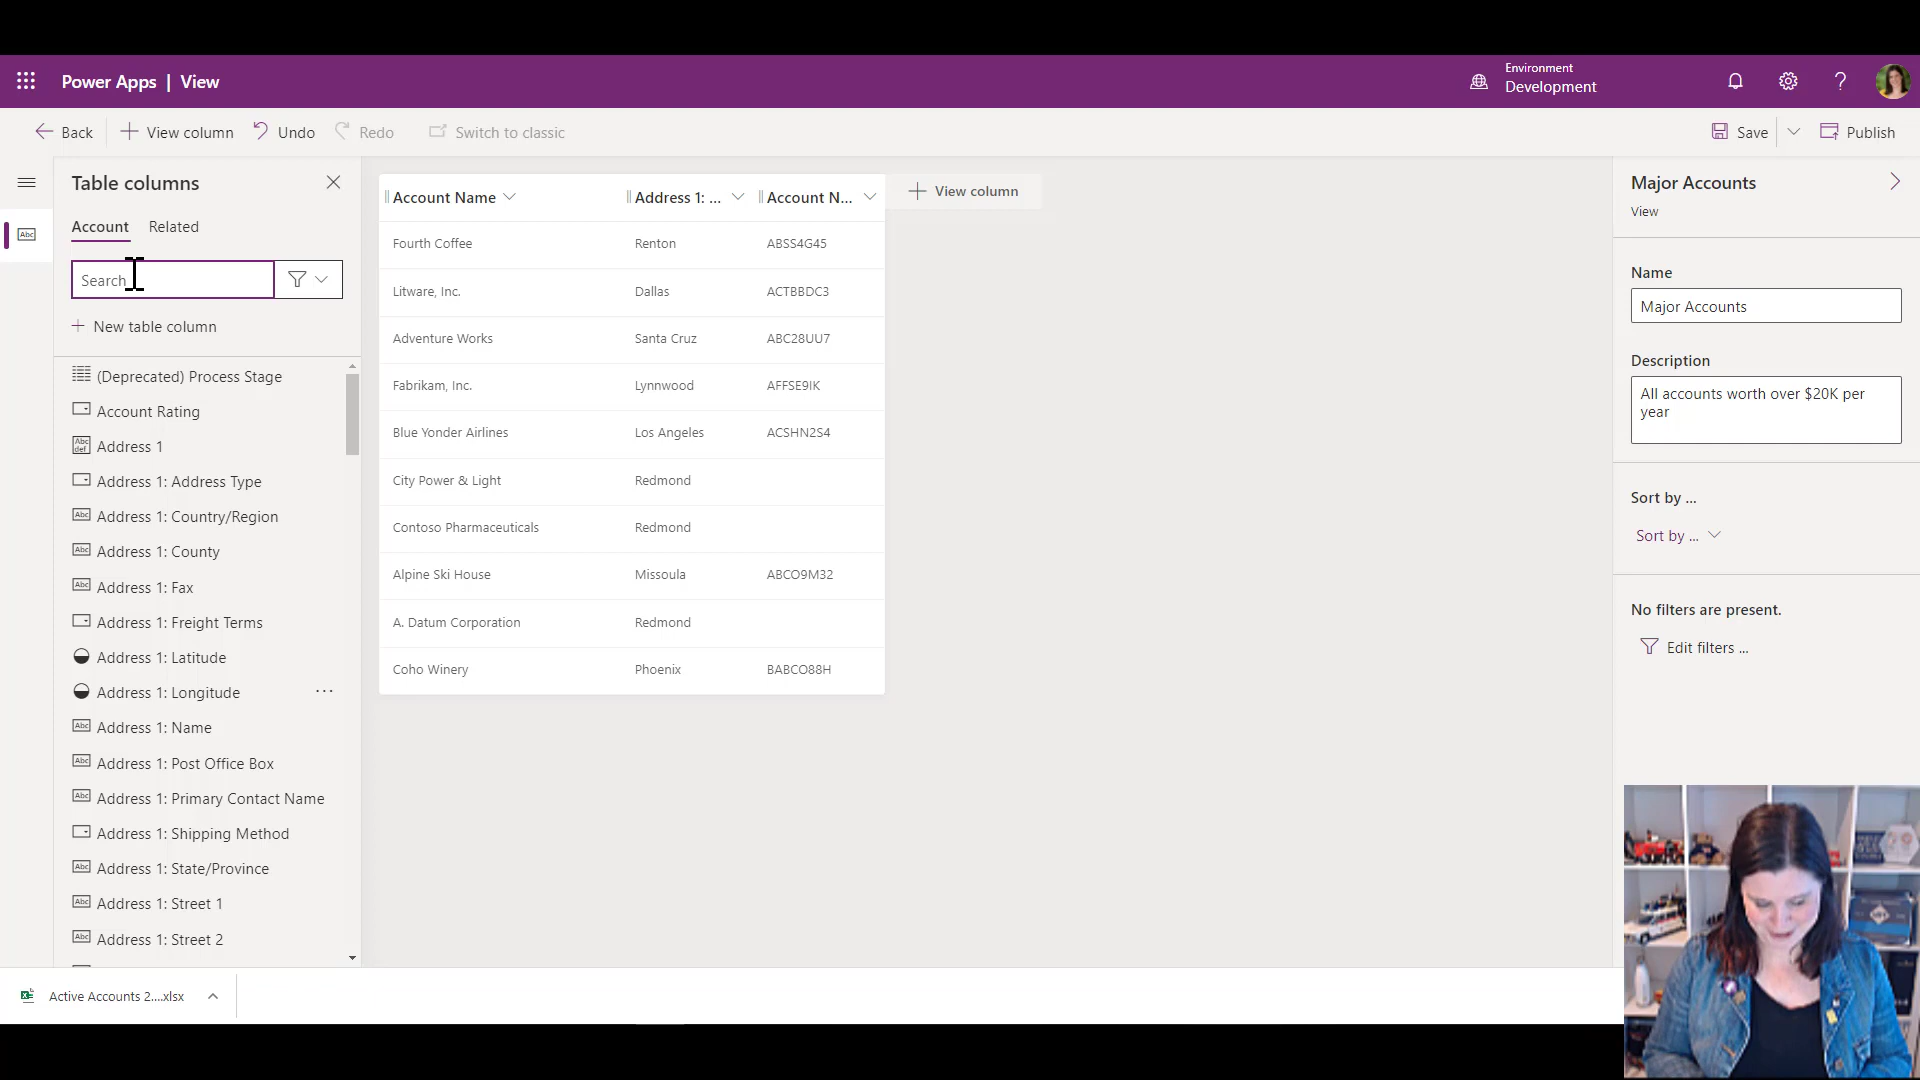 Power Apps | View
Environment
Development
?
Back
View column
Undo
Redo
Switch to classic
Save
Publish
Table columns
Account
Related
Search
New table column
(Deprecated) Process Stage
Account Rating
Address 1
Address 1: Address Type
Address 1: Country/Region
Address 1: County
Address 1: Fax
Address 1: Freight Terms
Address 1: Latitude
Address 1: Longitude
Address 1: Name
Address 1: Post Office Box
Address 1: Primary Contact Name
Address 1: Shipping Method
Address 1: State/Province
Address 1: Street 1
Address 1: Street 2
Account Name
Address 1: ...
Account N...
View column
Fourth Coffee
Renton
ABSS4G45
Litware, Inc.
Dallas
ACTBBDC3
Adventure Works
Santa Cruz
ABC28UU7
Fabrikam, Inc.
Lynnwood
AFFSE9IK
Blue Yonder Airlines
Los Angeles
ACSHN2S4
City Power & Light
Redmond
Contoso Pharmaceuticals
Redmond
Alpine Ski House
Missoula
ABCO9M32
A. Datum Corporation
Redmond
Coho Winery
Phoenix
BABCO88H
Major Accounts
View
Name
Major Accounts
Description
All accounts worth over $20K per
year
Sort by ...
Sort by ...
No filters are present.
Edit filters ...
Active Accounts 2....xlsx